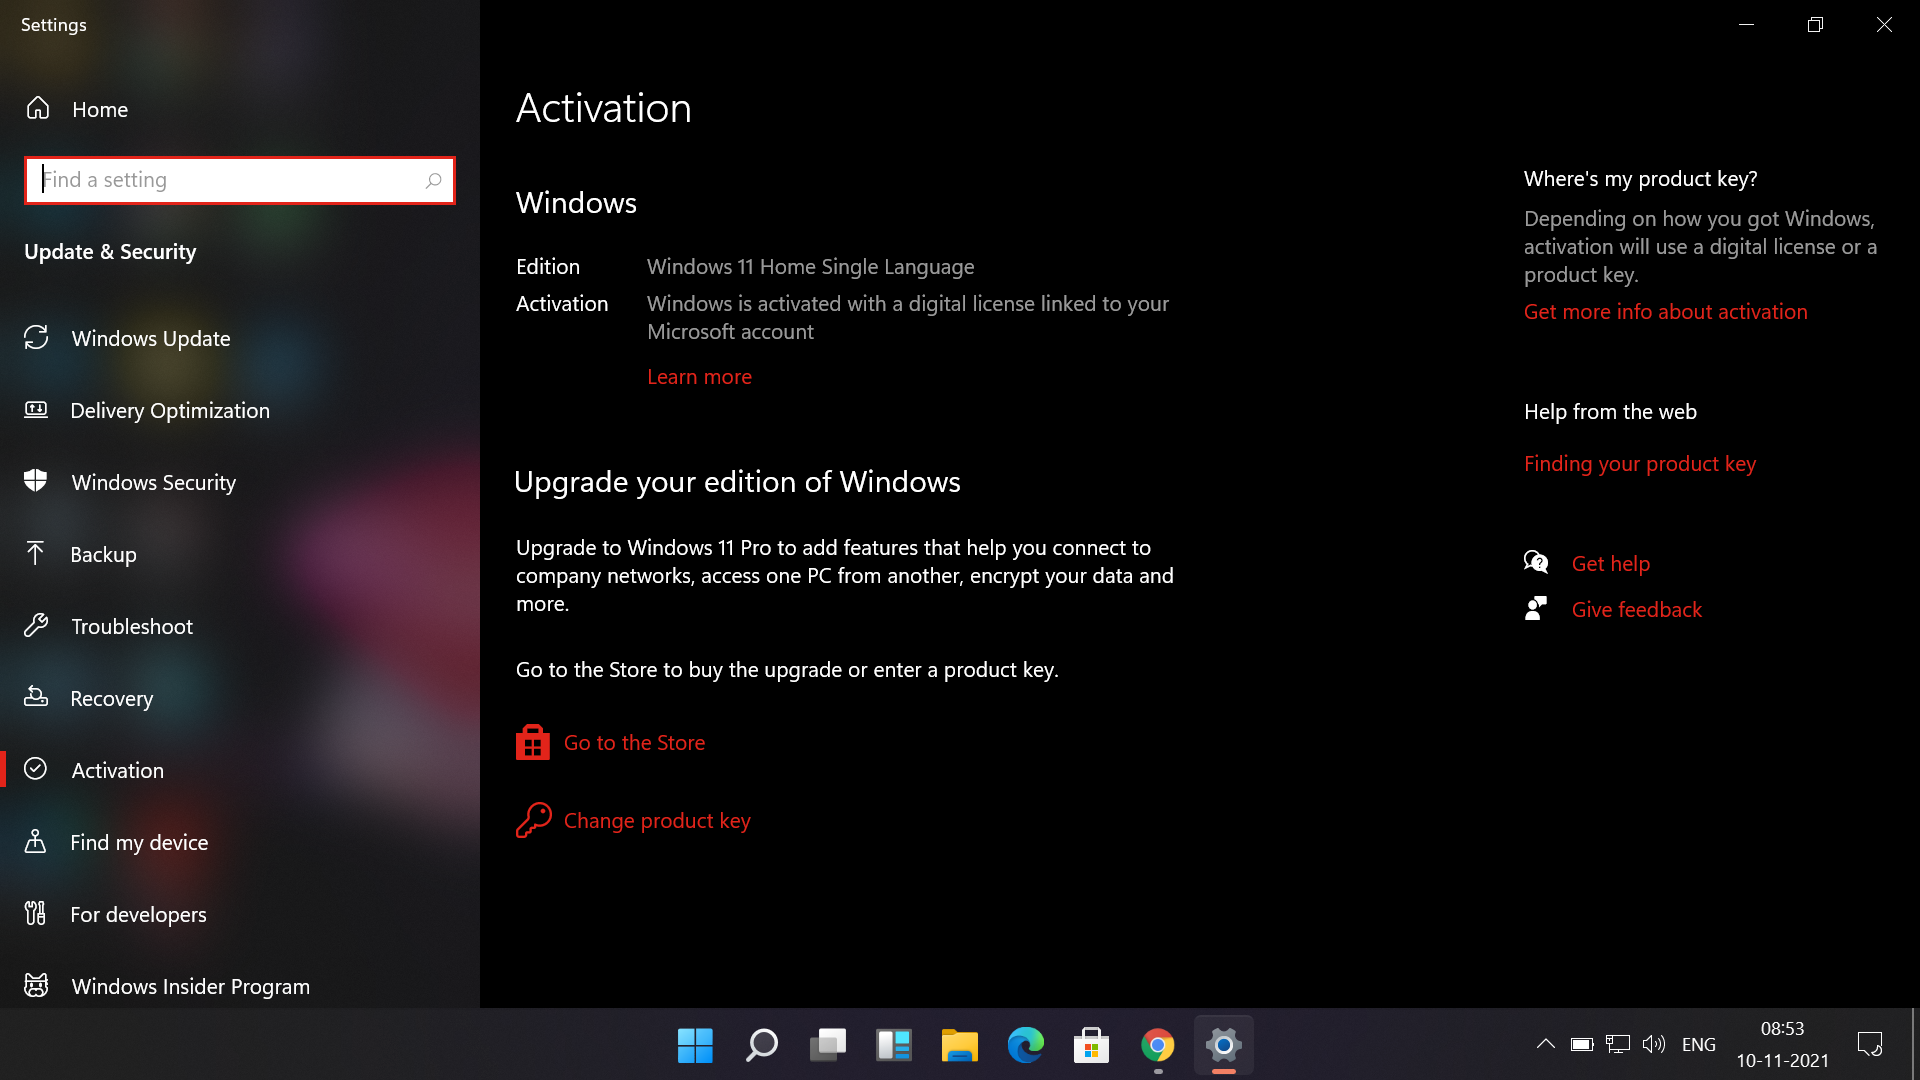 Settings
Home
Find a setting
Update & Security
Windows Update
Delivery Optimization
Windows Security
Backup
Troubleshoot
Recovery
Activation
Find my device
For developers
Windows Insider Program
Activation
Windows
Edition Windows 11 Home Single Language
Activation Windows is activated with a digital license linked to your
Microsoft account
Learn more
Upgrade your edition of Windows
Upgrade to Windows 11 Pro to add features that help you connect to
company networks, access one PC from another, encrypt your data and
more.
Go to the Store to buy the upgrade or enter a product key.
Go to the Store
Change product key
Where's my product key?
Depending on how you got Windows,
activation will use a digital license or a
product key.
Get more info about activation
Help from the web
Finding your product key
Get help
Give feedback
ENG
08:53
10-11-2021